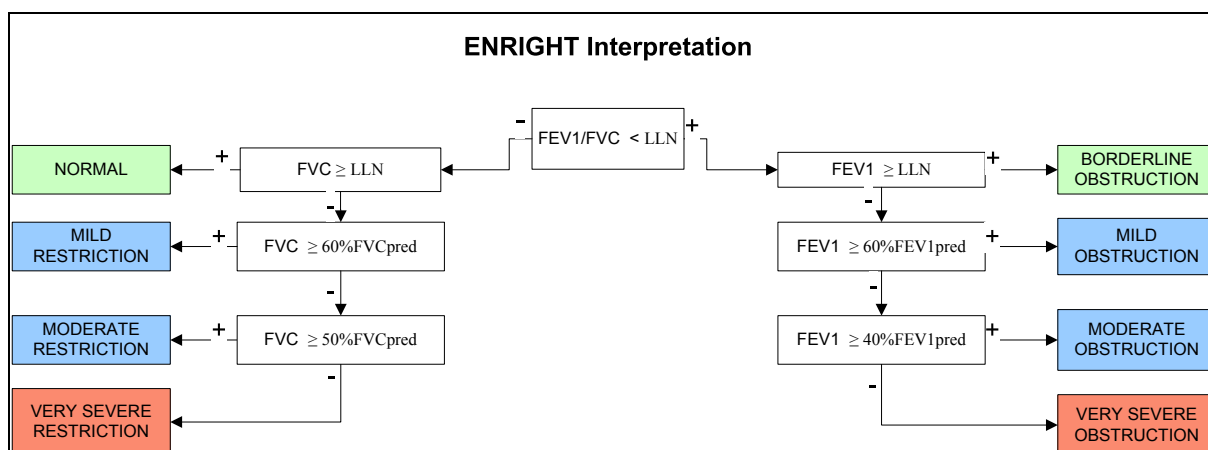 ENRIGHT Interpretation
- +
FEV1/FVC < LLN
NORMAL
+
FVC ≥ LLN
FEV1 ≥ LLN
+
BORDERLINE
OBSTRUCTION
-
-
MILD
RESTRICTION
+
FVC ≥ 60%FVCpred
FEV1 ≥ 60%FEV1pred
+
MILD
OBSTRUCTION
-
-
MODERATE
RESTRICTION
+
FVC ≥ 50%FVCpred
FEV1 ≥ 40%FEV1pred
+
MODERATE
OBSTRUCTION
-
-
VERY SEVERE
RESTRICTION
VERY SEVERE
OBSTRUCTION